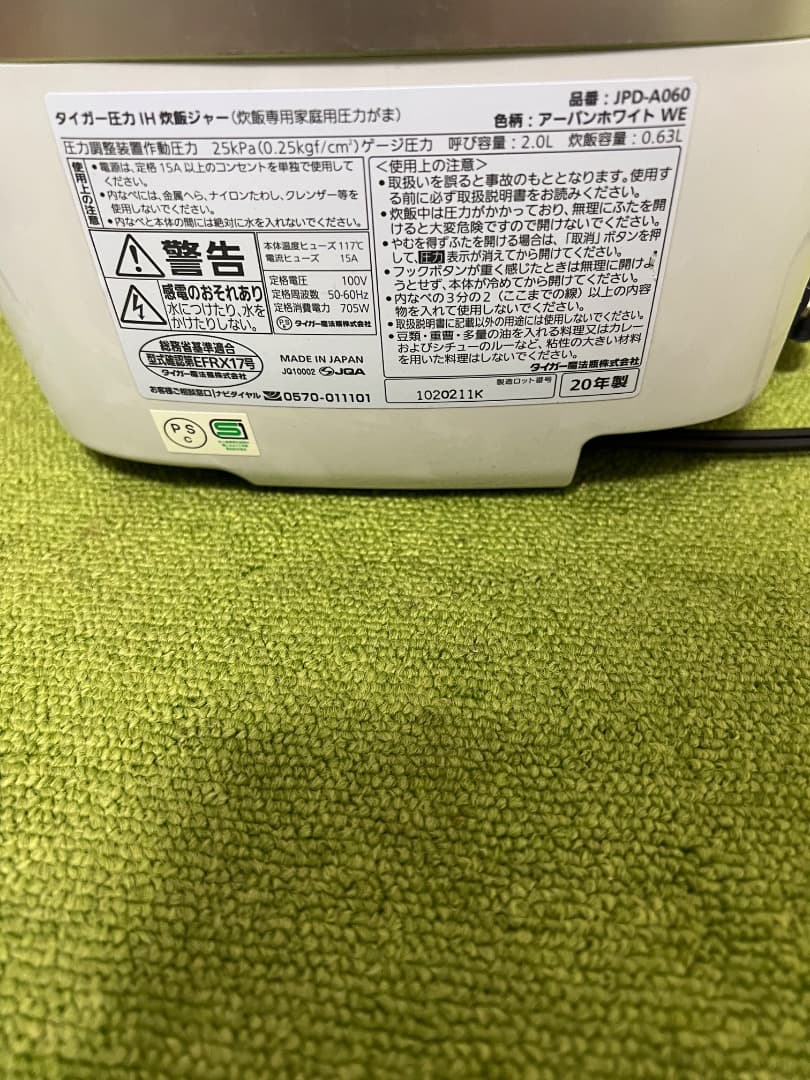 タイガー圧力IH炊飯ジャー(炊飯専用家庭用圧力がま)
品番:JPD-A060
色柄:アーバンホワイト WE
圧力調整装置作動圧力 25kPa(0.25kgf/cm²)ゲージ圧力 呼び容量:2.0L 炊飯容量:0.63L
使用上の注意
•電源は、定格15A以上のコンセントを単独で使用して
ください。
•内なべには、金属へら、ナイロンたわし、クレンザー等を
使用しないでください。
•内なべと本体の間には絶対に水を入れないでください。
警告
感電のおそれあり
水につけたり、水を
かけたりしない。
本体温度ヒューズ 117℃
電流ヒューズ 15A
定格電圧 100V
定格周波数 50-60Hz
定格消費電力 705W
PS タイガー魔法瓶株式会社
総務省基準適合
型式確認第EFRX17号
タイガー魔法瓶株式会社
MADE IN JAPAN
JQ10002 JQA
お客様ご相談窓口 ナビダイヤル 0570-011101
<使用上の注意>
•取扱いを誤ると事故のもととなります。使用す
る前に必ず取扱説明書をお読みください。
•炊飯中は圧力がかかっており、無理にふたを開
けると大変危険ですので開けないでください。
•やむを得ずふたを開ける場合は、「取消」ボタンを押
して、圧力表示が消えてから開けてください。
•フックボタンが重く感じたときは無理に開けよ
うとせず、本体が冷めてから開けてください。
•内なべの3分の2(ここまでの線)以上の内容
物を入れて使用しないでください。
•取扱説明書に記載以外の用途には使用しないでください。
•豆類・重曹・多量の油を入れる料理又はカレー
およびシチューのルーなど、粘性の大きい材料
を用いた料理はしないでください。
タイガー魔法瓶株式会社
製造ロット番号
1020211K
20年製
PS
C
S